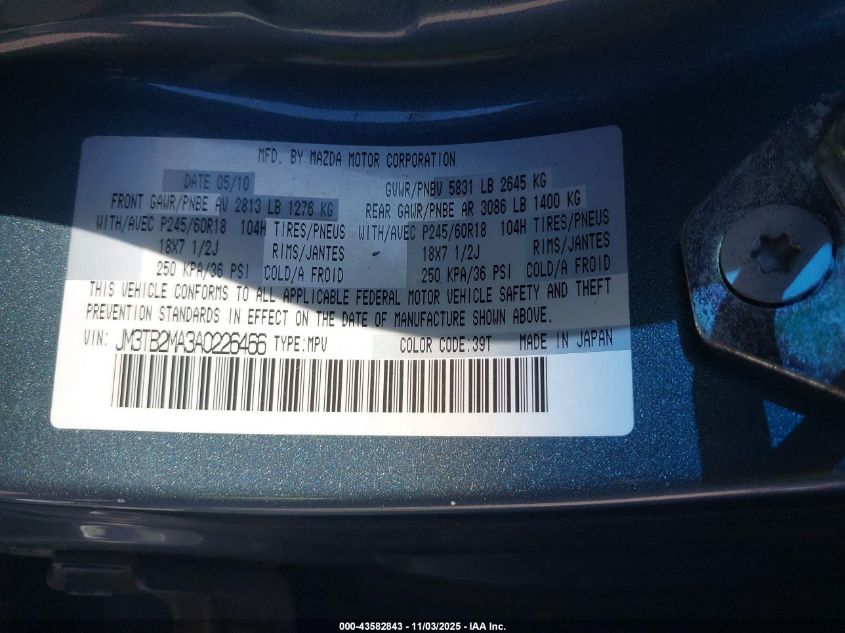 MFD. BY MAZDA MOTOR CORPORATION
DATE 05/10 GVWR/PNBV 5831 LB 2645 KG
FRONT GAWR/PNBE AV 2813 LB 1276 KG REAR GAWR/PNBE AR 3086 LB 1400 KG
WITH/AVEC P245/60R18 104H TIRES/PNEUS WITH/AVEC P245/60R18 104H TIRES/PNEUS
18X7 1/2J RIMS/JANTES 18X7 1/2J RIMS/JANTES
250 KPA/36 PSI COLD/A FROID 250 KPA/36 PSI COLD/A FROID
THIS VEHICLE CONFORMS TO ALL APPLICABLE FEDERAL MOTOR VEHICLE SAFETY AND THEFT
PREVENTION STANDARDS IN EFFECT ON THE DATE OF MANUFACTURE SHOWN ABOVE.
VIN: JM3TB2MA3A0226466 TYPE:MPV COLOR CODE:39T MADE IN JAPAN
000-43582843 - 11/03/2025 - IAA Inc.